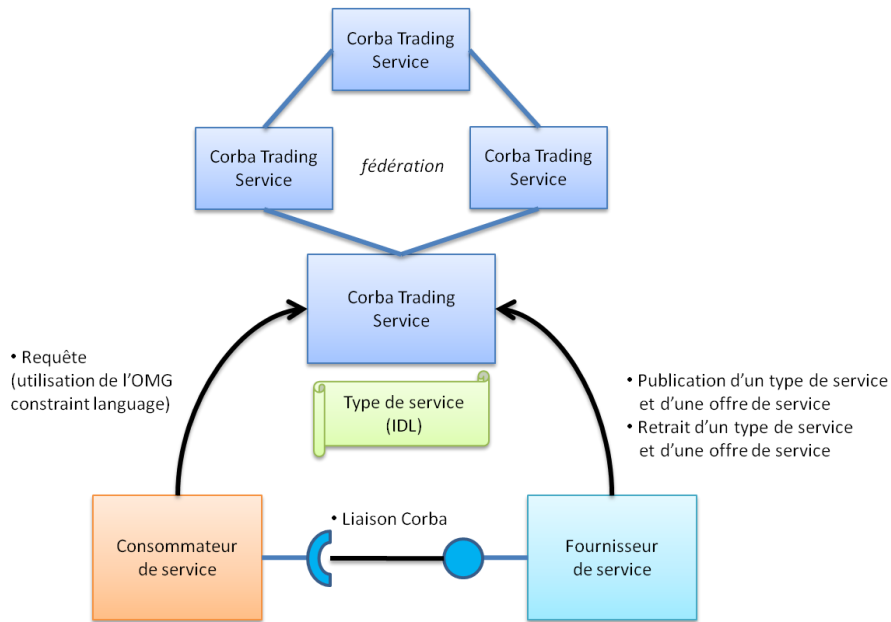 Corba Trading
Service
Corba Trading
Service
fédération
Corba Trading
Service
Corba Trading
Service
• Requête
(utilisation de l'OMG
constraint language)
Type de service
(IDL)
• Publication d'un type de service
et d'une offre de service
• Retrait d'un type de service
et d'une offre de service
• Liaison Corba
Consommateur
de service
Fournisseur
de service